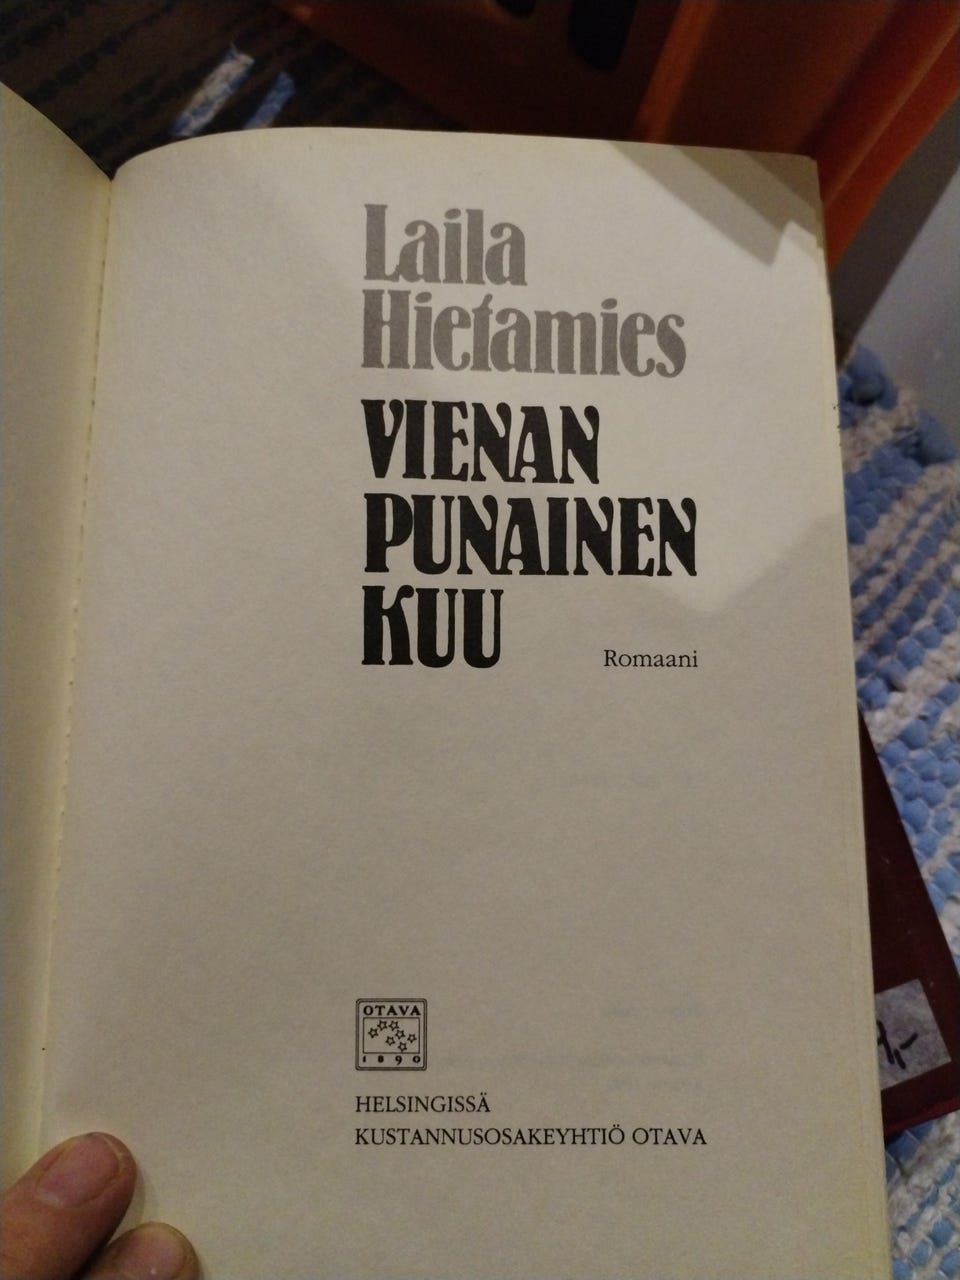 Laila
Hietamies
VIENAN
PUNAINEN
KUU
Romaani
OTAVA
1890
HELSINGISSÄ
KUSTANNUSOSAKEYHTIÖ OTAVA